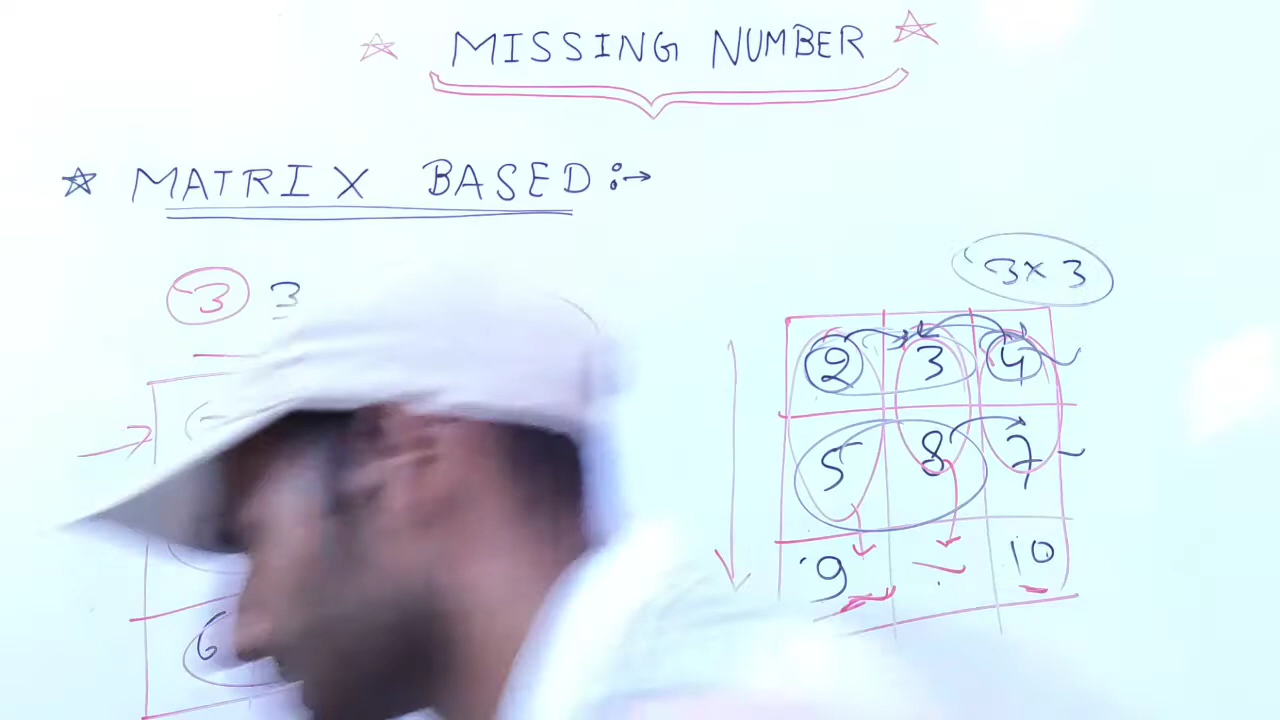 MISSING NUMBER
MATRIX BASED :→
3 3
3 x 3
2 3 4
5 8 7
9 10
6